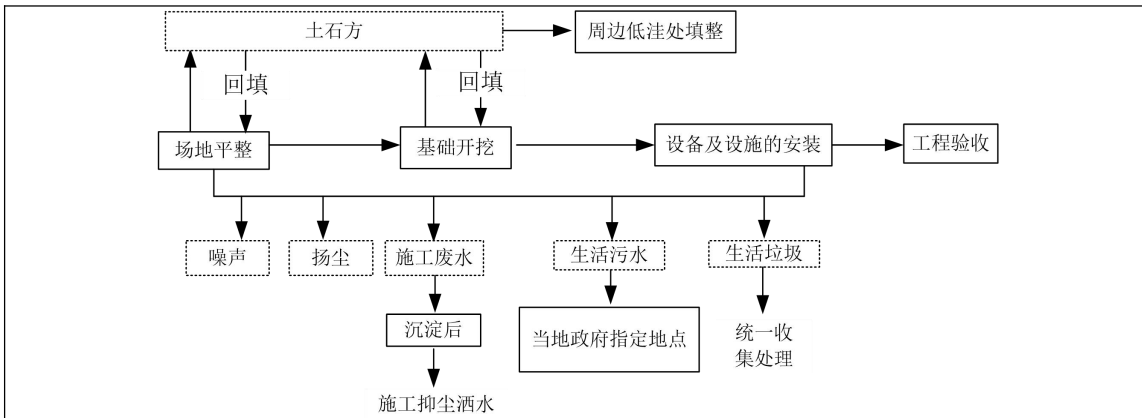 土石方
周边低洼处填整
回填
回填
场地平整
基础开挖
设备及设施的安装
工程验收
噪声
扬尘
施工废水
生活污水
生活垃圾
沉淀后
当地政府指定地点
统一收
集处理
施工抑尘洒水